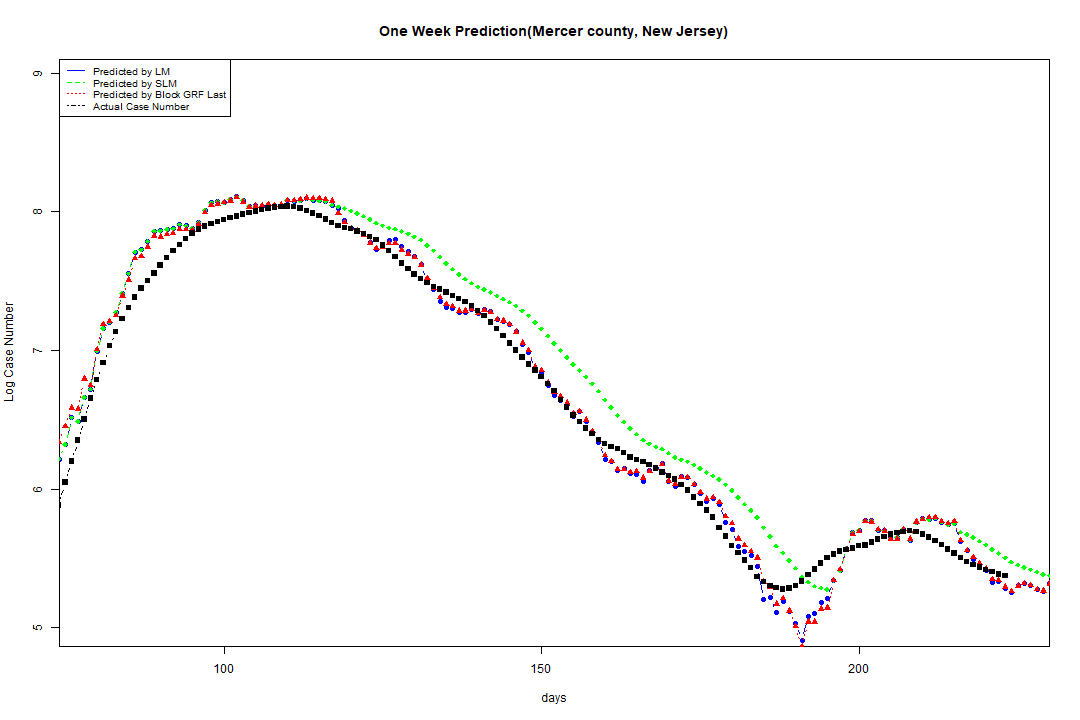 One Week Prediction(Mercer county, New Jersey)
Predicted by LM
Predicted by SLM
Predicted by Block GRF Last
Actual Case Number
9
8
7
6
5
Log Case Number
100
150
200
days